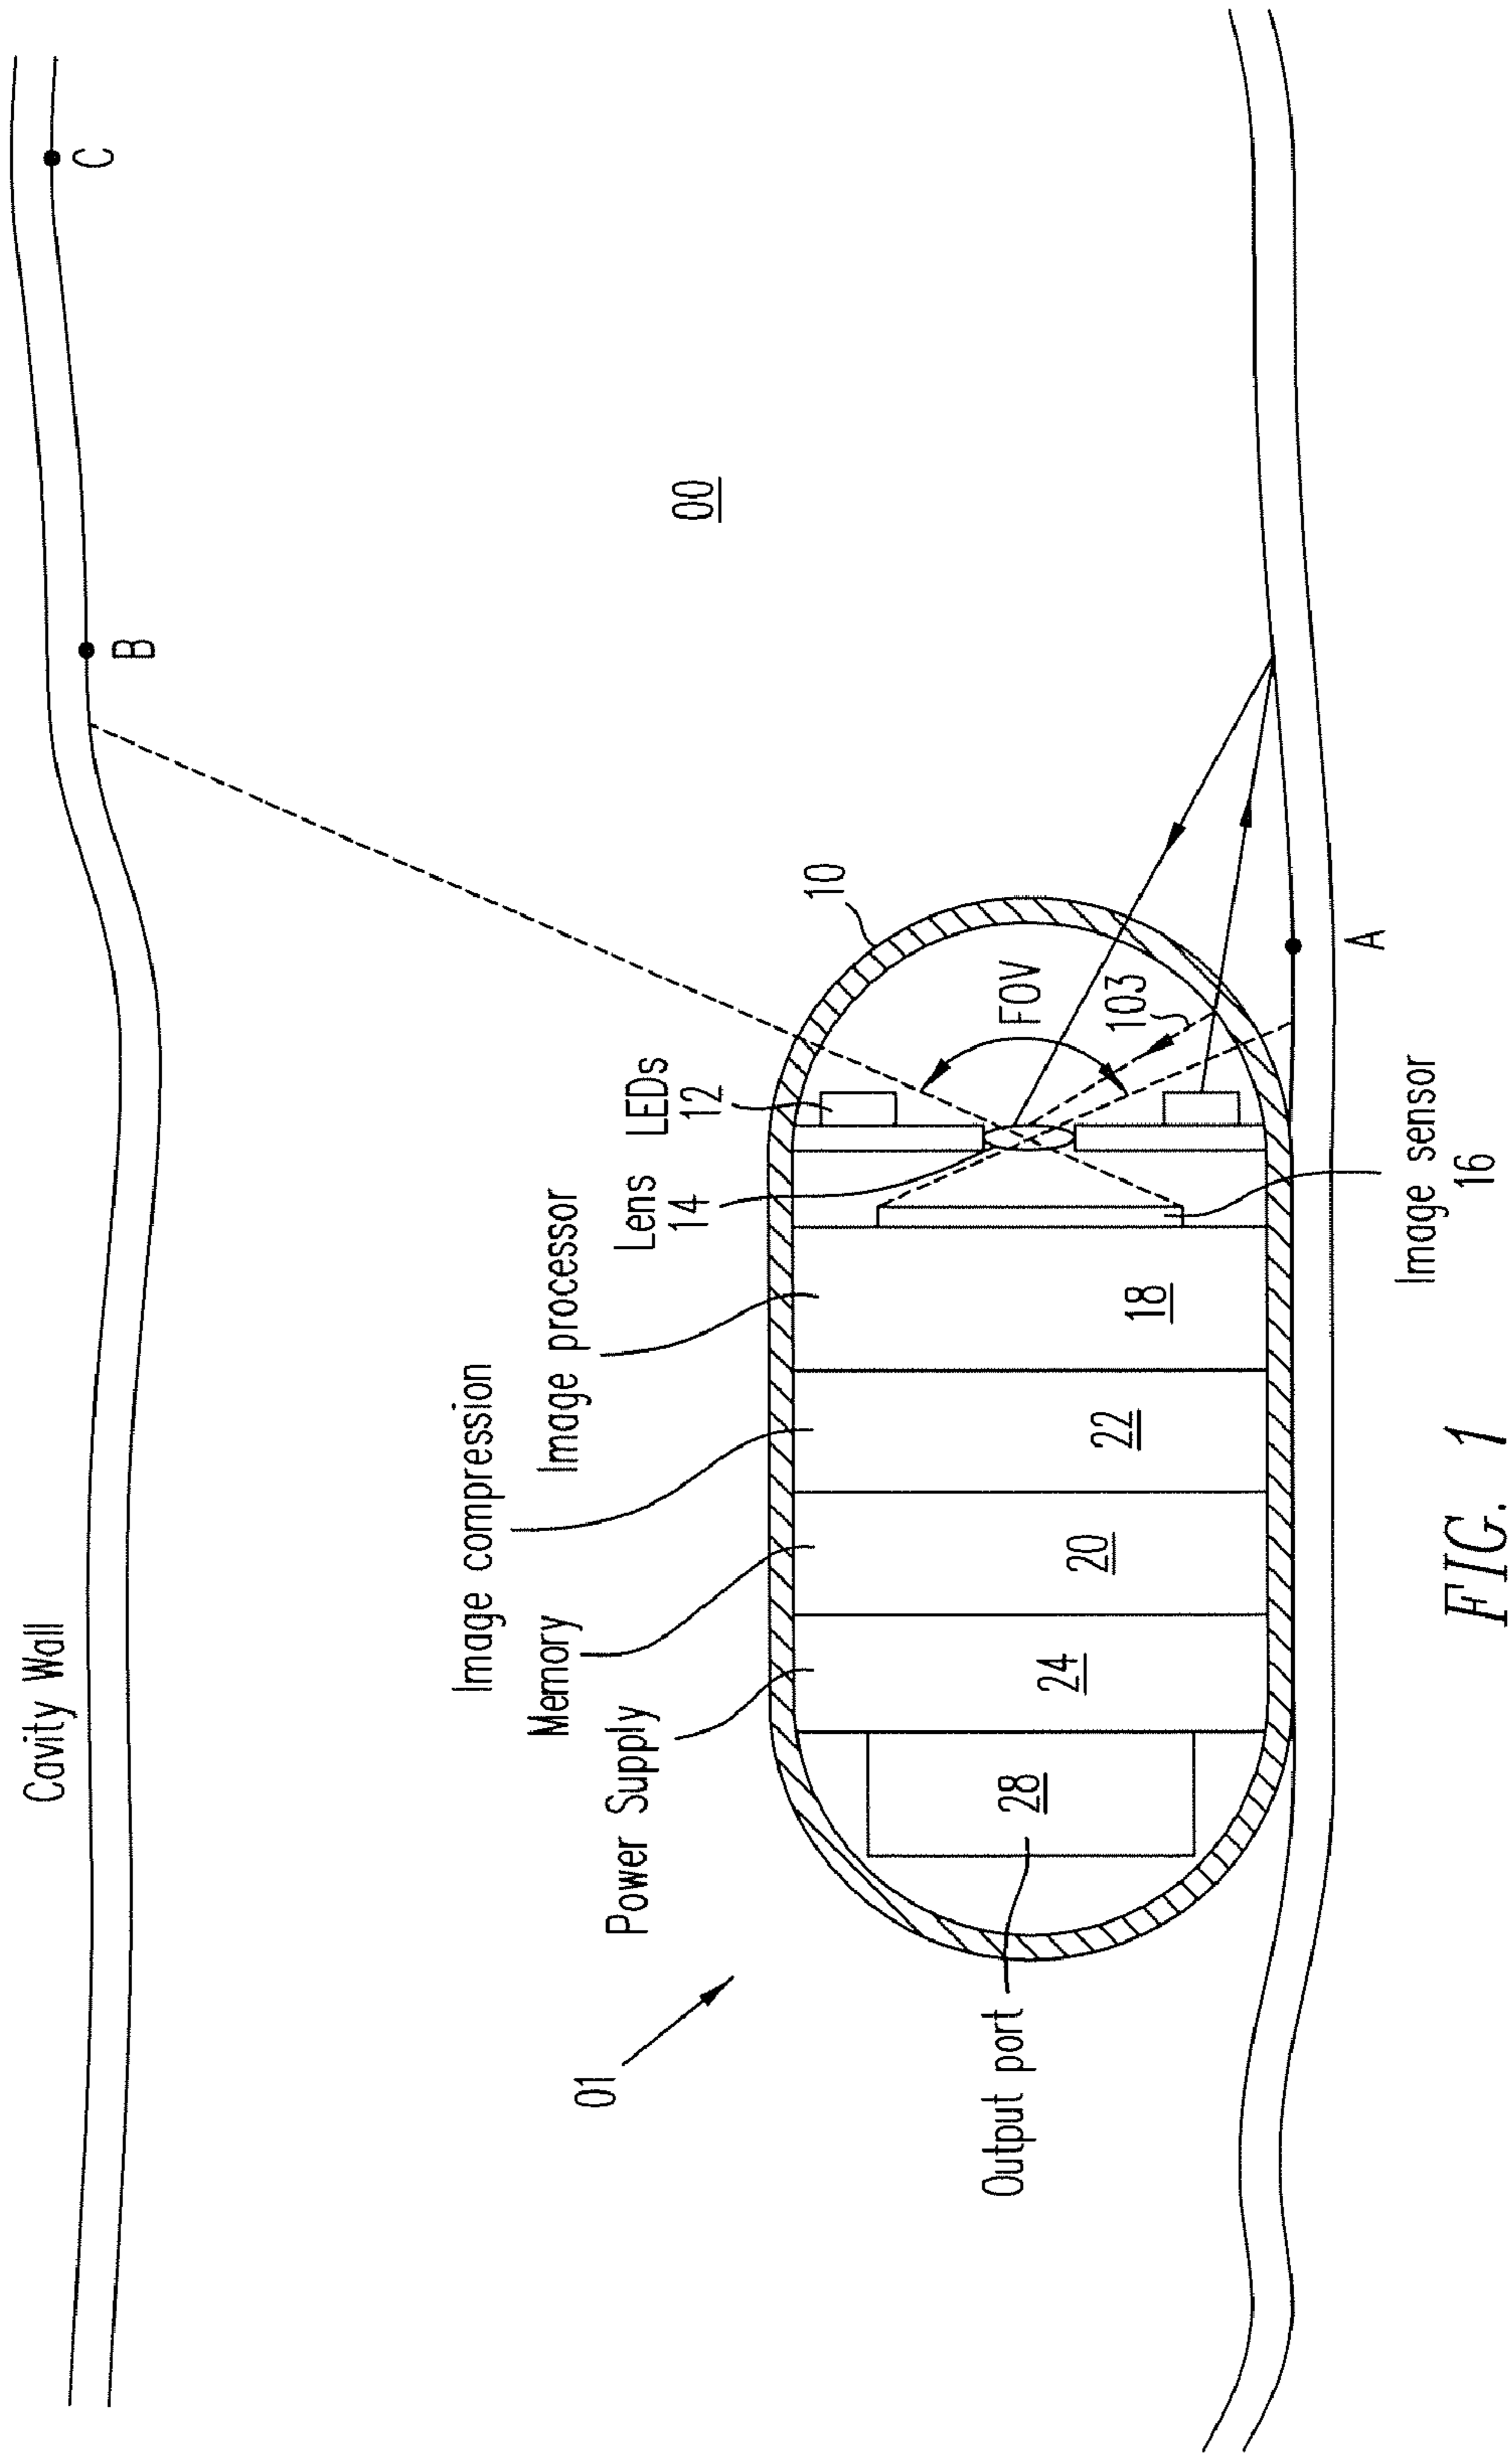 Cavity Wall
C
B
00
Image compression
Memory
Power Supply
Image processor
Lens
14
LEDs
12
10
FOV
103
01
Output port
28
24
20
22
18
A
Image sensor
16
FIG. 1